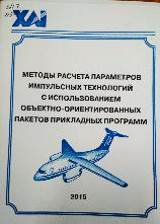 ХАІ
МЕТОДЫ РАСЧЕТА ПАРАМЕТРОВ
ИМПУЛЬСНЫХ ТЕХНОЛОГИЙ
С ИСПОЛЬЗОВАНИЕМ
ОБЪЕКТНО-ОРИЕНТИРОВАННЫХ
ПАКЕТОВ ПРИКЛАДНЫХ ПРОГРАММ
2015